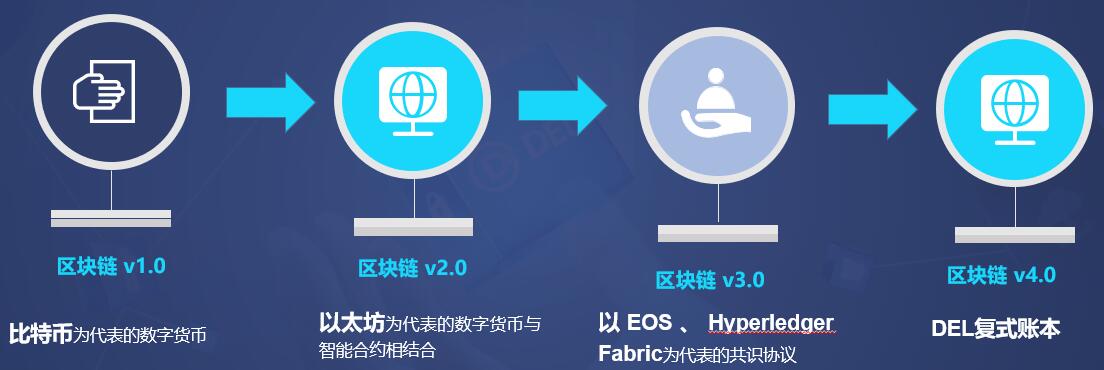 区块链 v1.0
比特币为代表的数字货币
区块链 v2.0
以太坊为代表的数字货币与
智能合约相结合
区块链 v3.0
以 EOS 、 Hyperledger
Fabric为代表的共识协议
区块链 v4.0
DEL复式账本